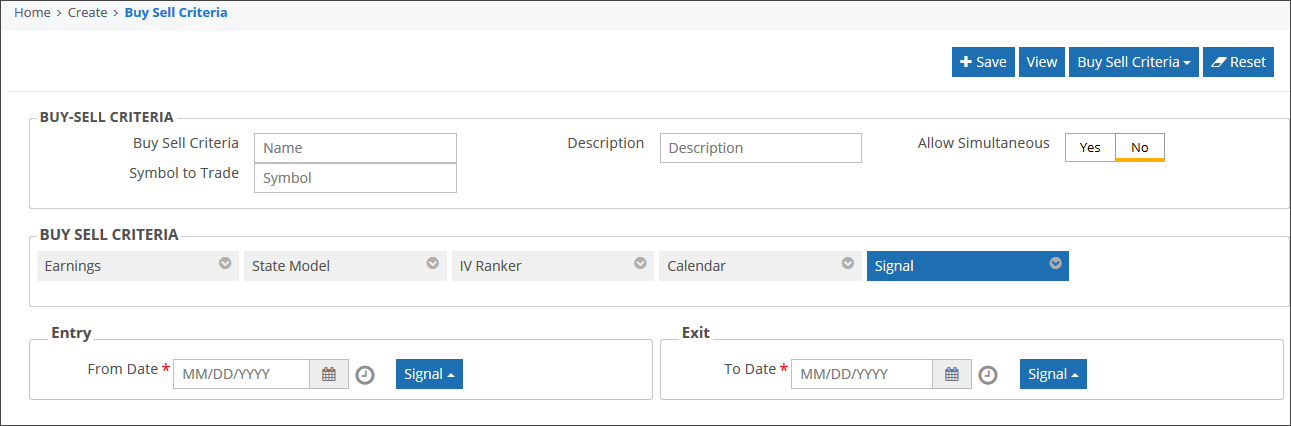 Home > Create > Buy Sell Criteria
Save View Buy Sell Criteria Reset
BUY-SELL CRITERIA
Buy Sell Criteria Name Description Description Allow Simultaneous Yes No
Symbol to Trade Symbol
BUY SELL CRITERIA
Earnings State Model IV Ranker Calendar Signal
Entry Exit
From Date * MM/DD/YYYY Signal To Date * MM/DD/YYYY Signal